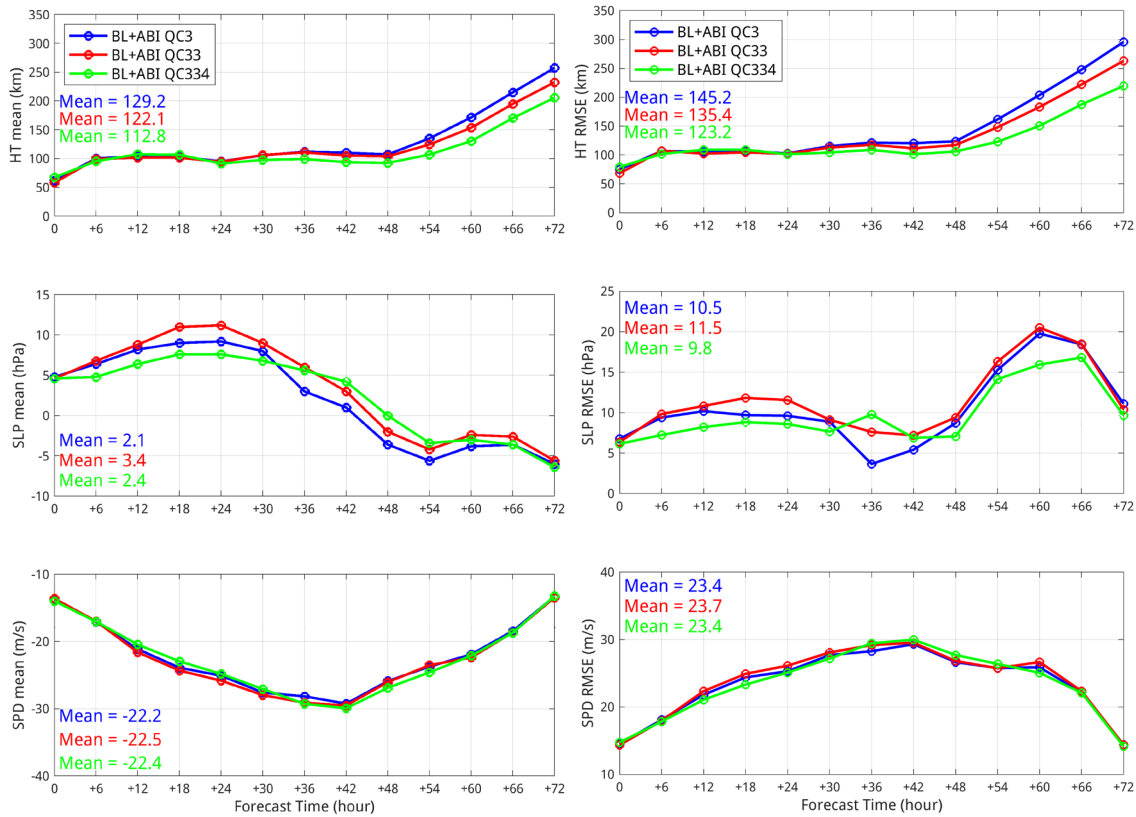 HT mean (km)
350
300
250
200
150
100
50
0
BL+ABI QC3
BL+ABI QC33
BL+ABI QC334
Mean = 129.2
Mean = 122.1
Mean = 112.8
0 +6 +12 +18 +24 +30 +36 +42 +48 +54 +60 +66 +72
HT RMSE (km)
350
300
250
200
150
100
50
0
BL+ABI QC3
BL+ABI QC33
BL+ABI QC334
Mean = 145.2
Mean = 135.4
Mean = 123.2
0 +6 +12 +18 +24 +30 +36 +42 +48 +54 +60 +66 +72
SLP mean (hPa)
15
10
5
0
-5
-10
Mean = 2.1
Mean = 3.4
Mean = 2.4
0 +6 +12 +18 +24 +30 +36 +42 +48 +54 +60 +66 +72
SLP RMSE (hPa)
25
20
15
10
5
0
Mean = 10.5
Mean = 11.5
Mean = 9.8
0 +6 +12 +18 +24 +30 +36 +42 +48 +54 +60 +66 +72
SPD mean (m/s)
-10
-20
-30
-40
Mean = -22.2
Mean = -22.5
Mean = -22.4
0 +6 +12 +18 +24 +30 +36 +42 +48 +54 +60 +66 +72
Forecast Time (hour)
SPD RMSE (m/s)
40
30
20
10
Mean = 23.4
Mean = 23.7
Mean = 23.4
0 +6 +12 +18 +24 +30 +36 +42 +48 +54 +60 +66 +72
Forecast Time (hour)